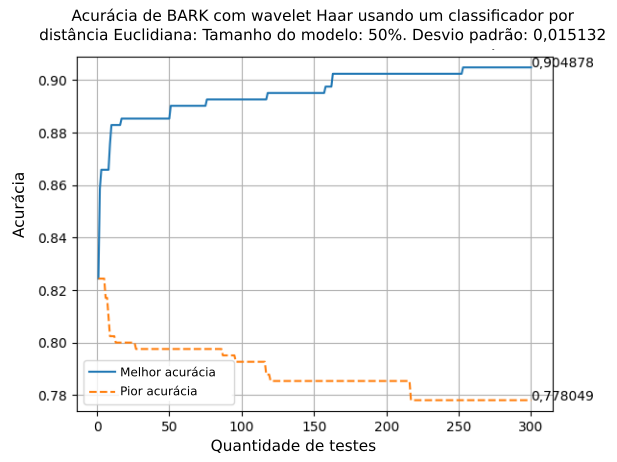 Acurácia de BARK com wavelet Haar usando um classificador por
distância Euclidiana: Tamanho do modelo: 50%. Desvio padrão: 0,015132
0,904878
0.90
0.88
0.86
0.84
0.82
0.80
0.78
Acurácia
Melhor acurácia
Pior acurácia
0,778049
0
50
100
150
200
250
300
Quantidade de testes